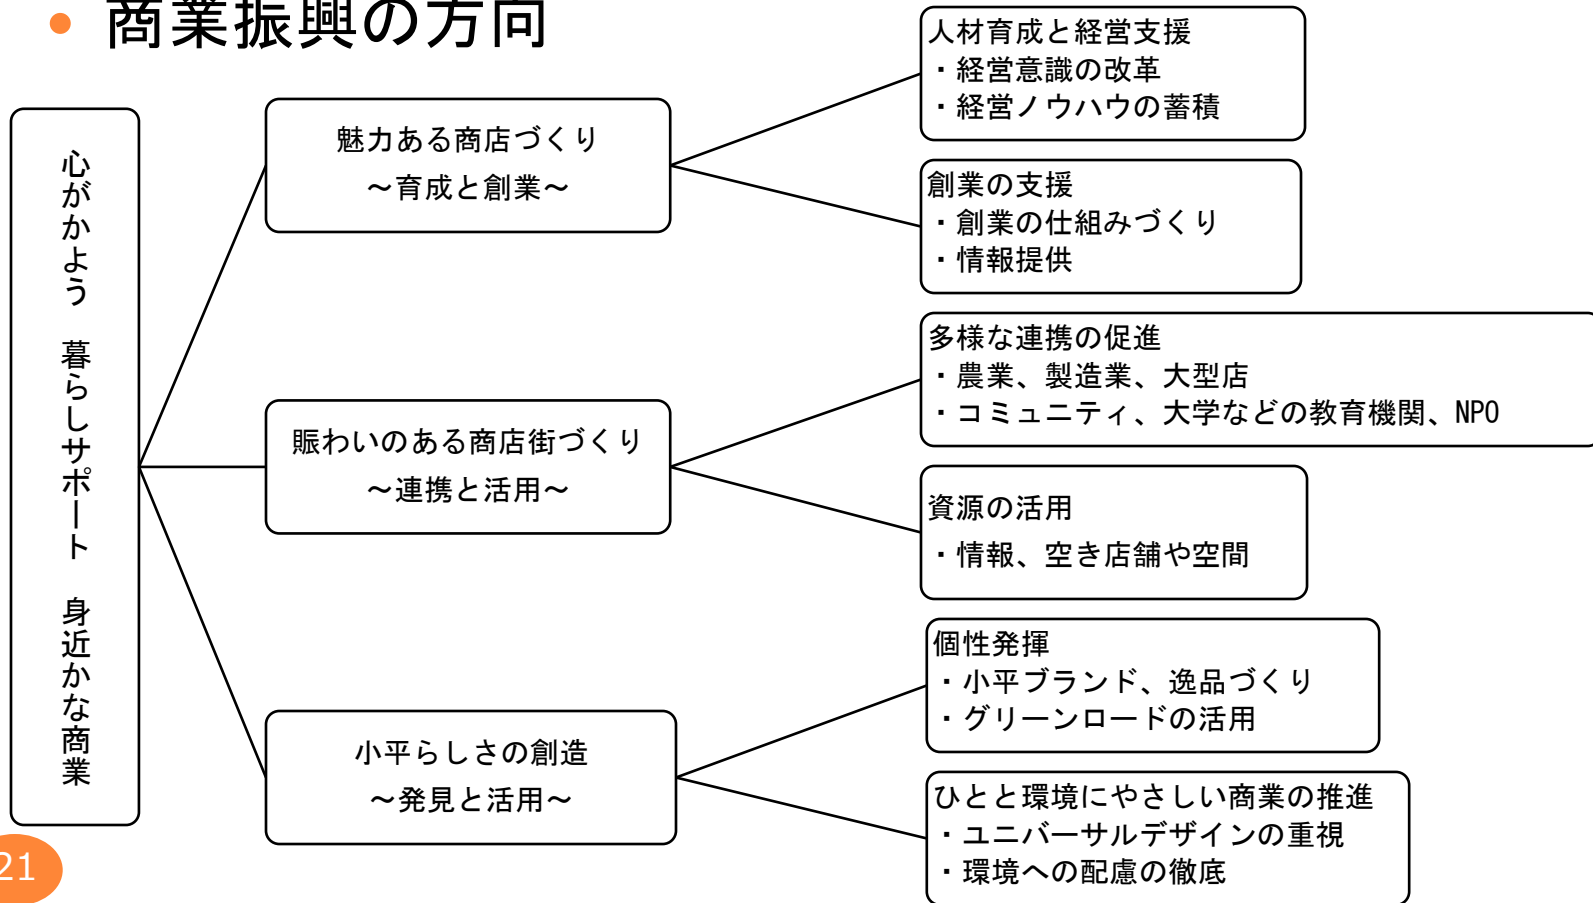 商業振興の方向
心がかよう　暮らしサポート　身近かな商業
魅力ある商店づくり
～育成と創業～
人材育成と経営支援
・経営意識の改革
・経営ノウハウの蓄積
創業の支援
・創業の仕組みづくり
・情報提供
賑わいのある商店街づくり
～連携と活用～
多様な連携の促進
・農業、製造業、大型店
・コミュニティ、大学などの教育機関、NPO
資源の活用
・情報、空き店舗や空間
小平らしさの創造
～発見と活用～
個性発揮
・小平ブランド、逸品づくり
・グリーンロードの活用
ひとと環境にやさしい商業の推進
・ユニバーサルデザインの重視
・環境への配慮の徹底
21